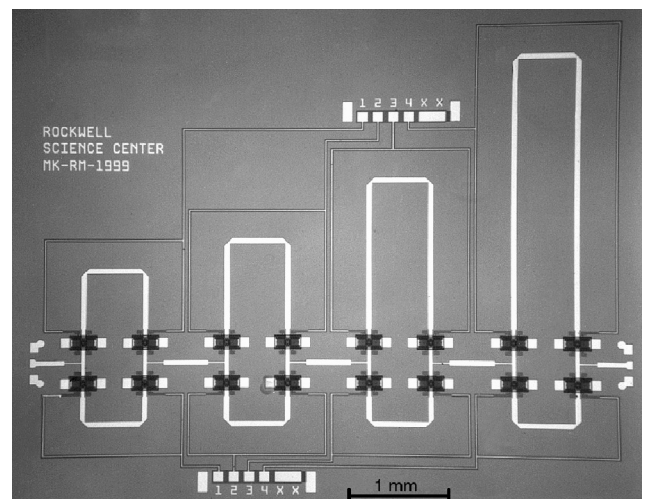 1 2 3 4 X X
ROCKWELL
SCIENCE CENTER
MK-RM-1999
1 2 3 4 X X
1 mm